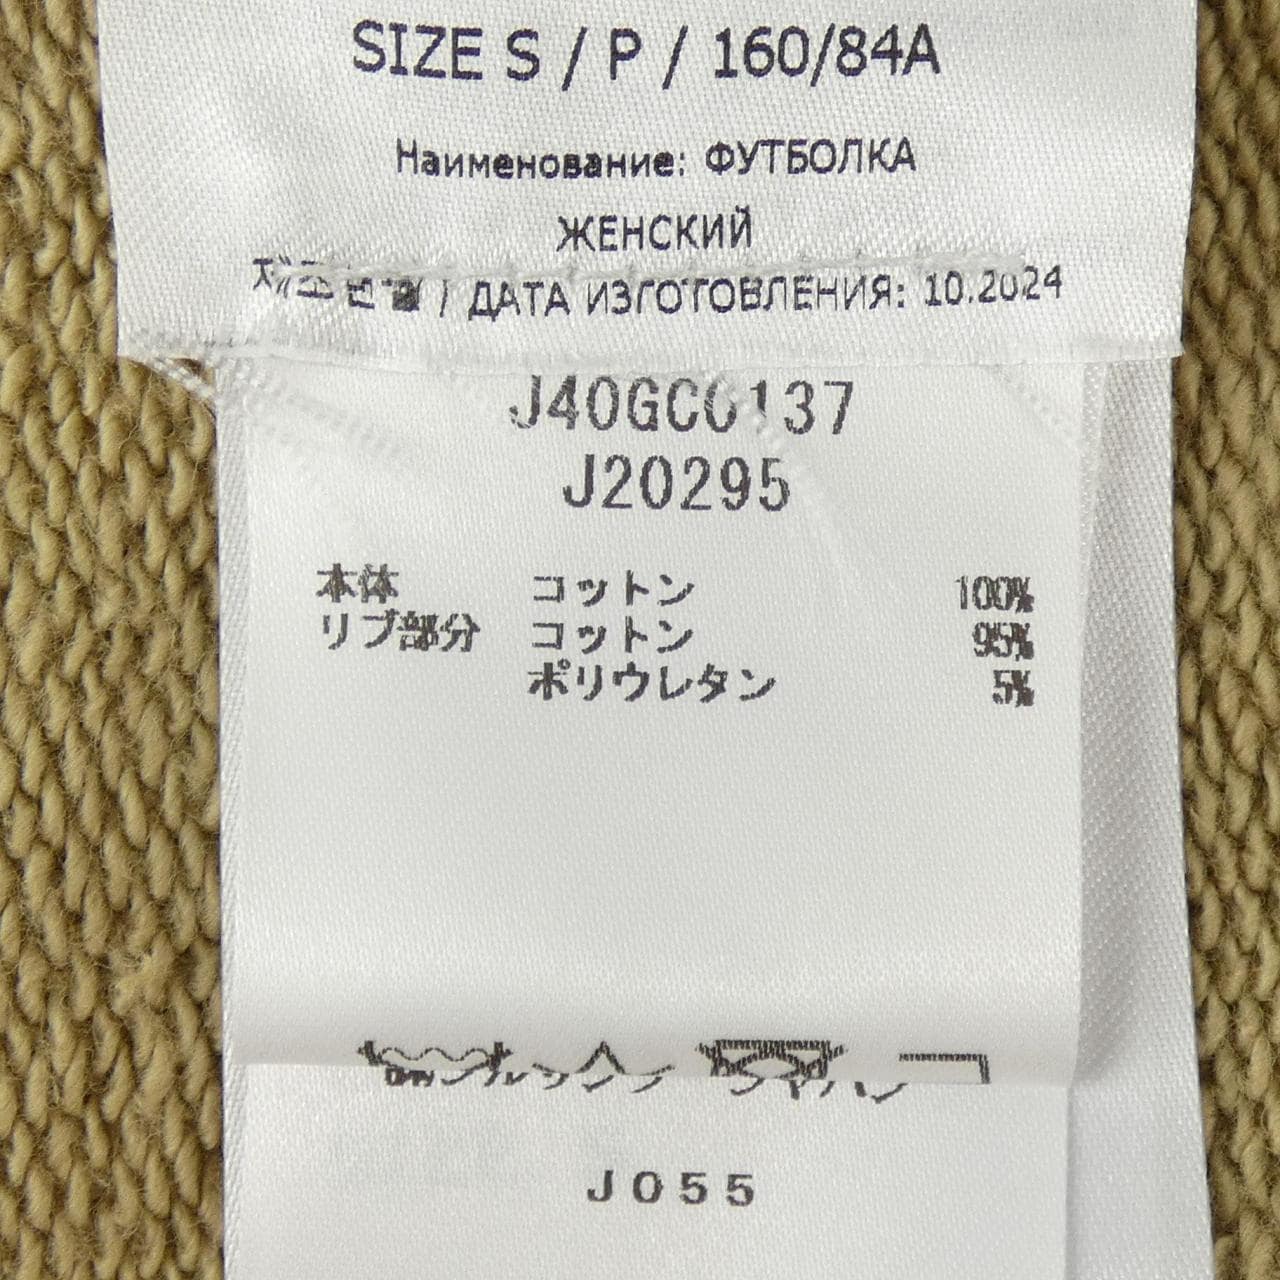 SIZE S / P / 160/84A
Наименование: ФУТБОЛКА
ЖЕНСКИЙ
/ ДАТА ИЗГОТОВЛЕНИЯ: 10.2024
J40GC0137
J20295
本体 コットン 100%
リブ部分 コットン 95%
ポリウレタン 5%
J055